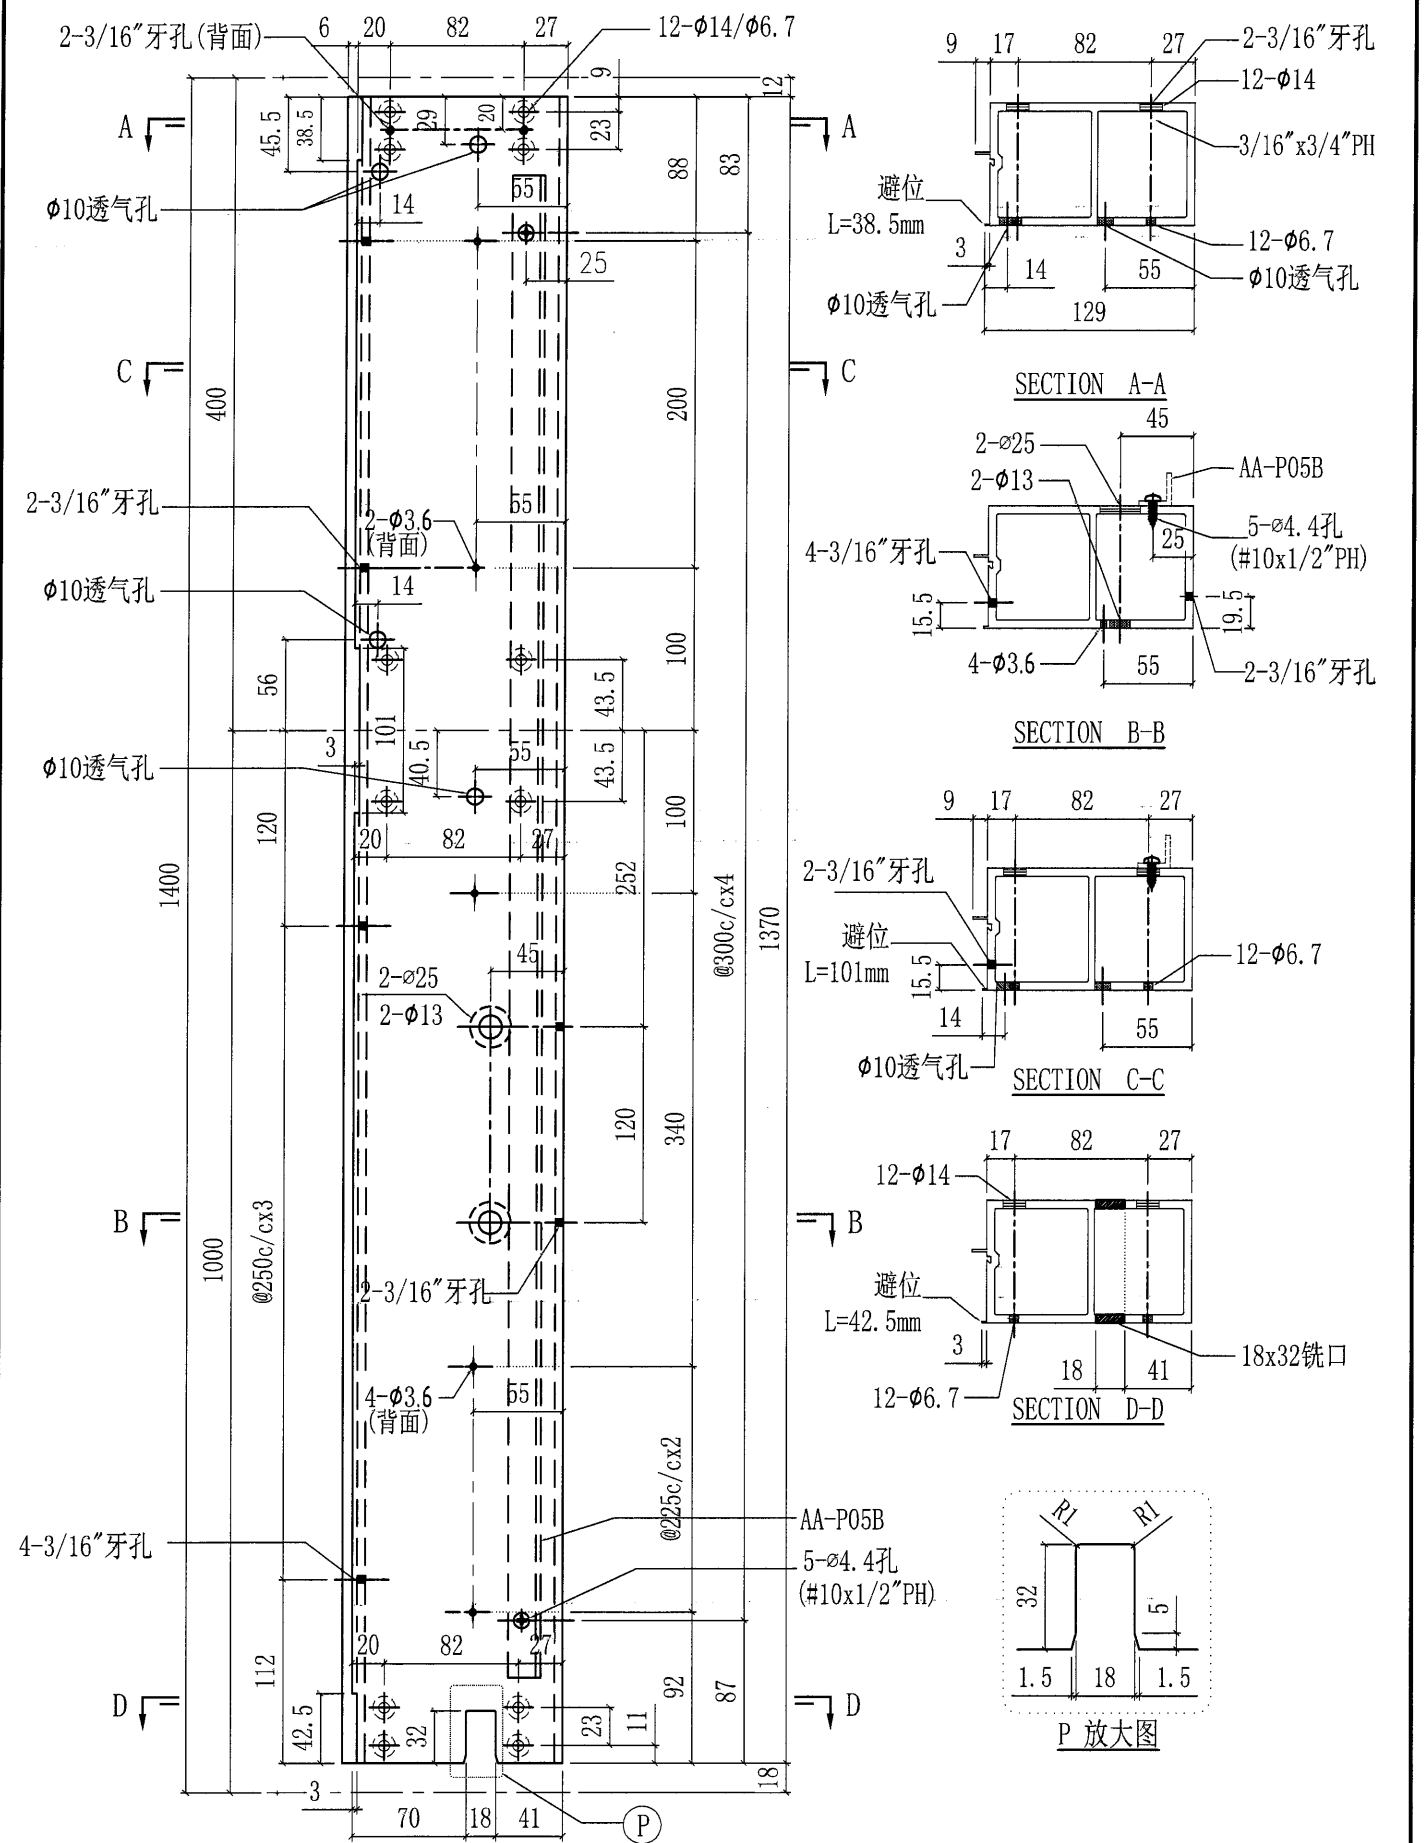 2-3/16″牙孔(背面)
6
20
82
27
12-ϕ14/ϕ6.7
9
12
A
A
45.5
38.5
29
20
23
88
83
ϕ10透气孔
14
55
25
C
C
400
200
2-3/16″牙孔
2-ϕ3.6
(背面)
55
ϕ10透气孔
14
56
101
100
43.5
3
ϕ10透气孔
40.5
55
43.5
120
20
82
27
252
100
1400
@300c/cx4
1370
45
2-⌀25
2-ϕ13
120
340
B
B
1000
@250c/cx3
2-3/16″牙孔
4-ϕ3.6
(背面)
55
@225c/cx2
AA-P05B
5-⌀4.4孔
(#10x1/2″PH)
4-3/16″牙孔
20
82
27
112
92
87
D
D
42.5
32
23
11
18
3
70
18
41
P
9
17
82
27
2-3/16″牙孔
12-ϕ14
3/16″x3/4″PH
避位
L=38.5mm
12-ϕ6.7
3
14
55
ϕ10透气孔
ϕ10透气孔
129
SECTION A-A
45
2-⌀25
2-ϕ13
AA-P05B
4-3/16″牙孔
25
5-⌀4.4孔
(#10x1/2″PH)
15.5
19.5
4-ϕ3.6
55
2-3/16″牙孔
SECTION B-B
9
17
82
27
2-3/16″牙孔
避位
L=101mm
15.5
12-ϕ6.7
14
55
ϕ10透气孔
SECTION C-C
17
82
27
12-ϕ14
避位
L=42.5mm
3
18
41
18x32铣口
12-ϕ6.7
SECTION D-D
R1
R1
32
5
1.5
18
1.5
P 放大图